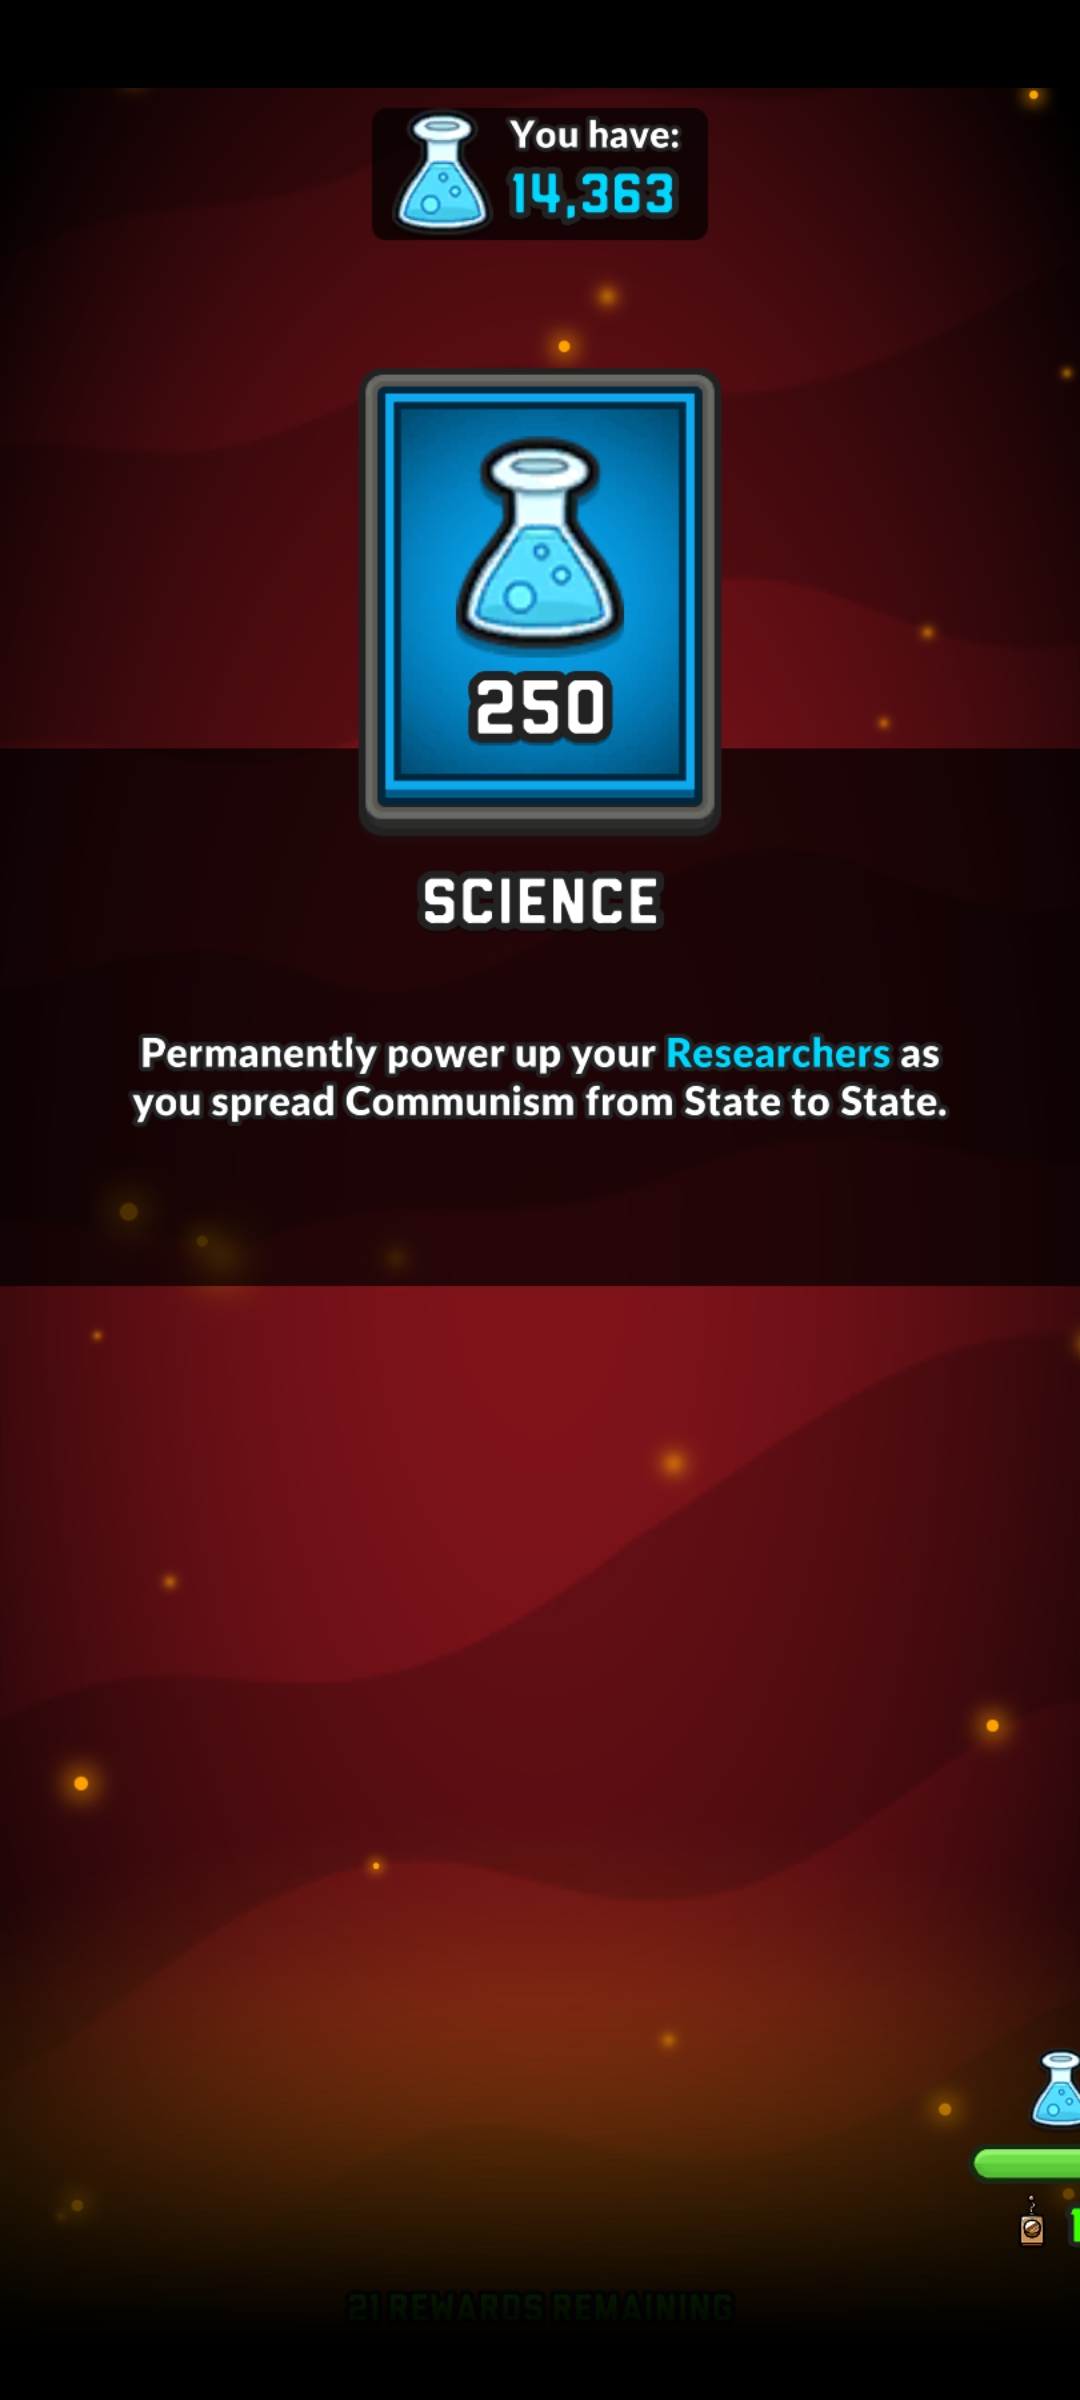 You have:
14,363
250
SCIENCE
Permanently power up your Researchers as
you spread Communism from State to State.
21 REWARDS REMAINING